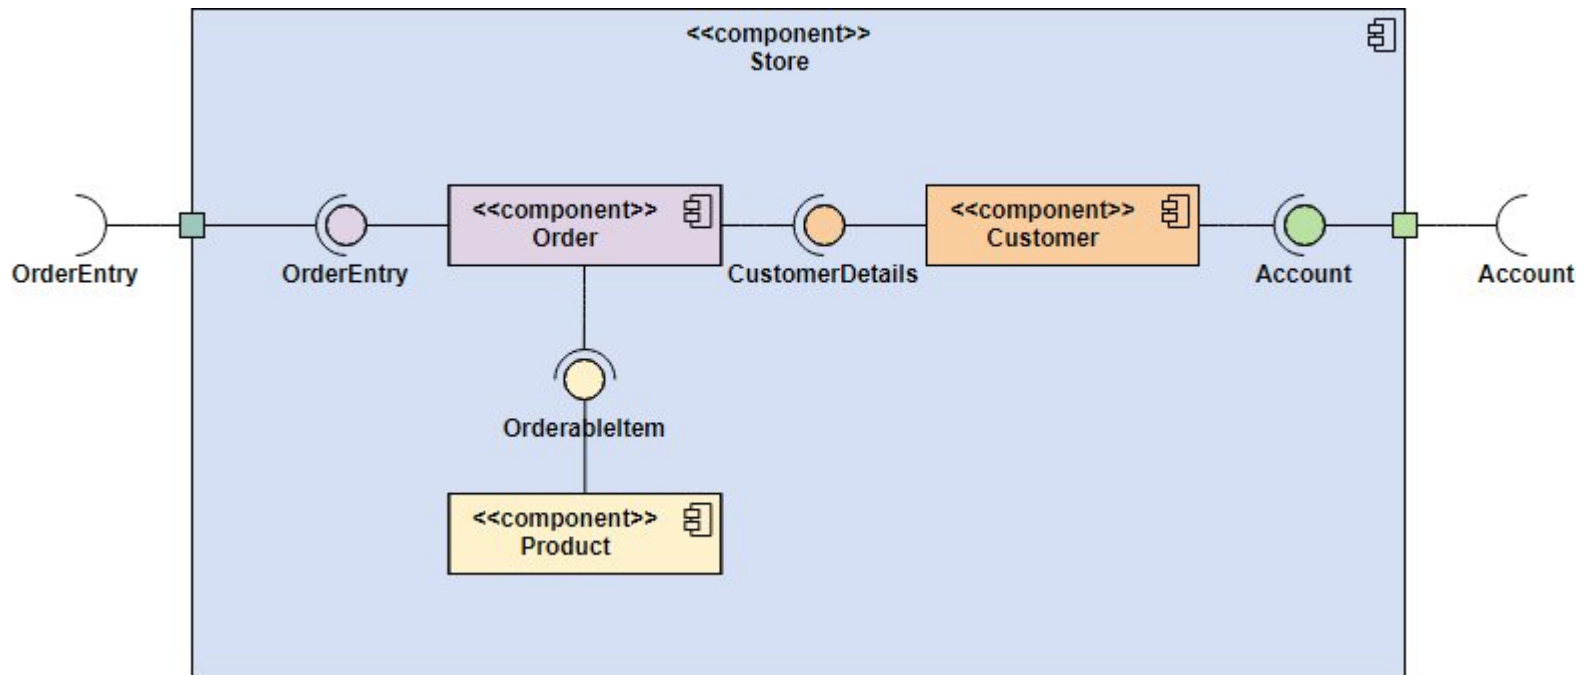 <<component>>
Store
<<component>>
Order
<<component>>
Customer
OrderEntry
OrderEntry
CustomerDetails
Account
Account
OrderableItem
<<component>>
Product